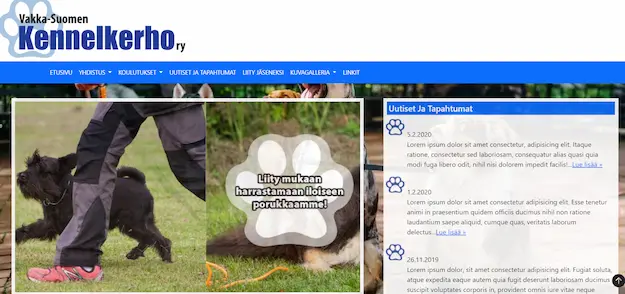 Vakka-Suomen
Kennelkerho ry
ETUSIVU YHDISTUS KOULUTUKSET UUTISET JA TAPAHTUMAT LIITY JÄSENEKSI KUVAGALLERIA LINKIT
Liity mukaan
harrastamaan iloiseen
porukkaamme!
Uutiset Ja Tapahtumat
5.2.2020
Lorem ipsum dolor sit amet consectetur, adipisicing elit. Itaque
ratione, consectetur sed laboriosam, consequatur alias quasi quia
modi fuga libero odit, nihil nisi dolorem impedit facilis!...Lue lisää »
1.2.2020
Lorem ipsum dolor sit amet consectetur, adipisicing elit. Esse tenetur
animi in praesentium quidem officiis ducimus nihil non ratione
laudantium saepe aliquid, cumque quas, veritatis laborum
delectus...Lue lisää »
26.11.2019
Lorem ipsum dolor sit amet consectetur, adipisicing elit. Fugiat soluta,
atque expedita eaque autem quia fugit deserunt laboriosam ducimus
suscipit voluptates corporis in, provident omnis iure vitae neque